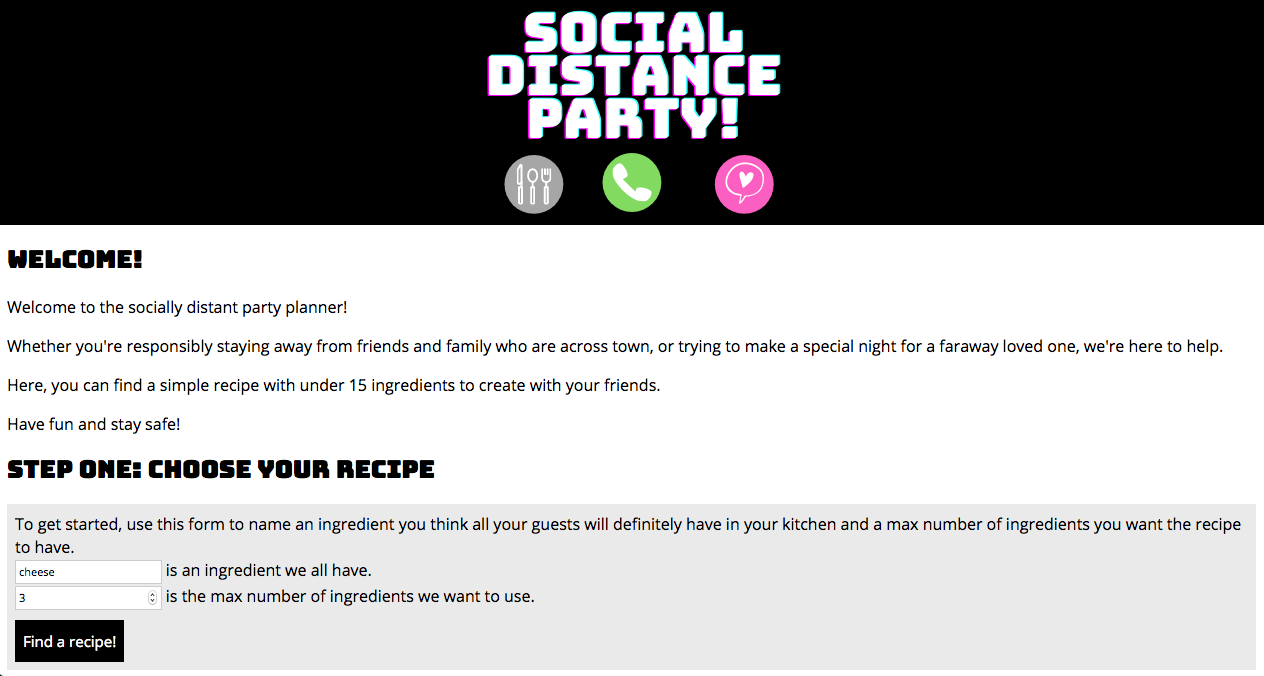 SOCIAL
DISTANCE
PARTY!
WELCOME!
Welcome to the socially distant party planner!
Whether you're responsibly staying away from friends and family who are across town, or trying to make a special night for a faraway loved one, we're here to help.
Here, you can find a simple recipe with under 15 ingredients to create with your friends.
Have fun and stay safe!
STEP ONE: CHOOSE YOUR RECIPE
To get started, use this form to name an ingredient you think all your guests will definitely have in your kitchen and a max number of ingredients you want the recipe
to have.
cheese is an ingredient we all have.
3 is the max number of ingredients we want to use.
Find a recipe!